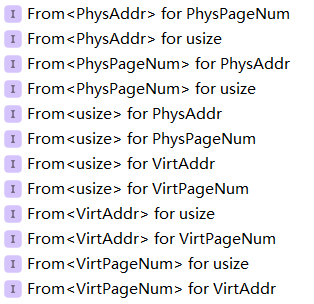 I From<PhysAddr> for PhysPageNum
I From<PhysAddr> for usize
I From<PhysPageNum> for PhysAddr
I From<PhysPageNum> for usize
I From<usize> for PhysAddr
I From<usize> for PhysPageNum
I From<usize> for VirtAddr
I From<usize> for VirtPageNum
I From<VirtAddr> for usize
I From<VirtAddr> for VirtPageNum
I From<VirtPageNum> for usize
I From<VirtPageNum> for VirtAddr